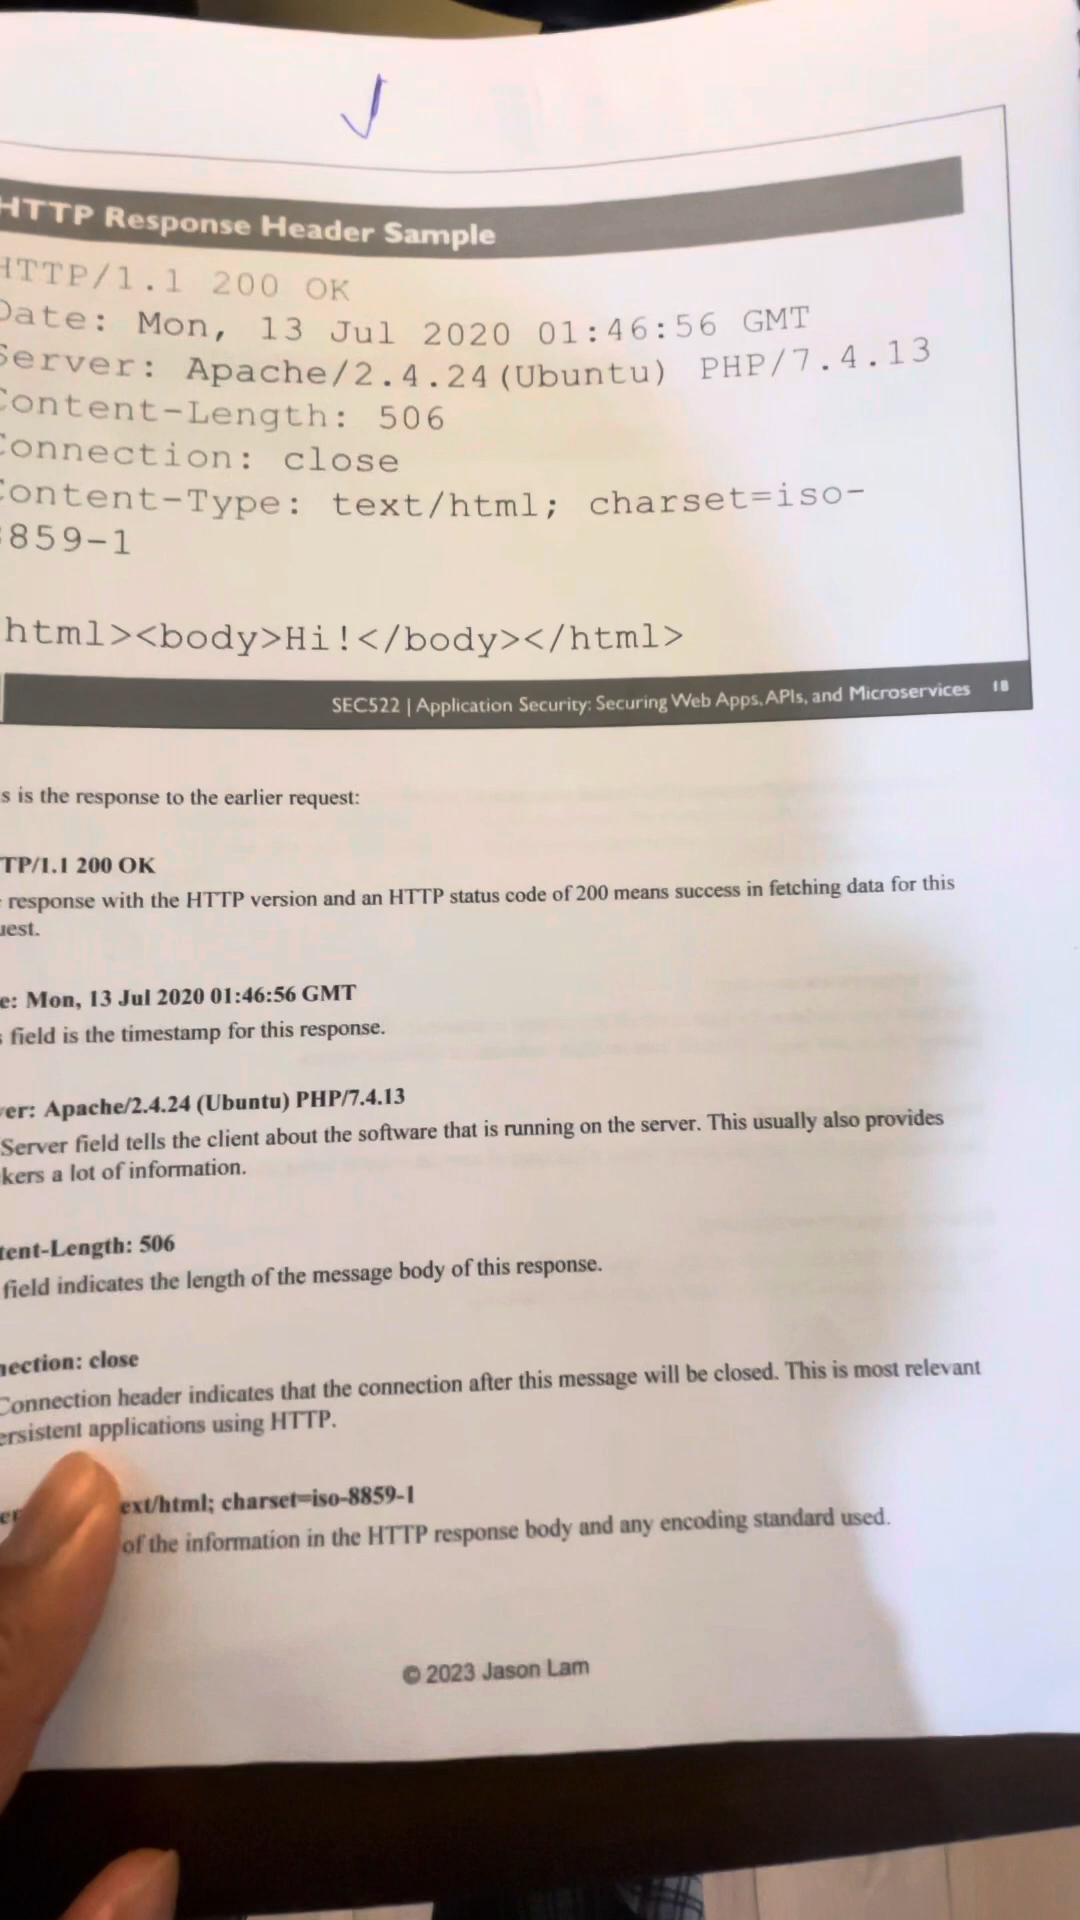 HTTP Response Header Sample
HTTP/1.1 200 OK
Date: Mon, 13 Jul 2020 01:46:56 GMT
Server: Apache/2.4.24(Ubuntu) PHP/7.4.13
Content-Length: 506
Connection: close
Content-Type: text/html; charset=iso-
8859-1
html><body>Hi!</body></html>
SEC522 | Application Security: Securing Web Apps, APIs, and Microservices 18
s is the response to the earlier request:
TP/1.1 200 OK
response with the HTTP version and an HTTP status code of 200 means success in fetching data for this
uest.
e: Mon, 13 Jul 2020 01:46:56 GMT
s field is the timestamp for this response.
ver: Apache/2.4.24 (Ubuntu) PHP/7.4.13
Server field tells the client about the software that is running on the server. This usually also provides
kers a lot of information.
tent-Length: 506
field indicates the length of the message body of this response.
nection: close
Connection header indicates that the connection after this message will be closed. This is most relevant
ersistent applications using HTTP.
ext/html; charset=iso-8859-1
of the information in the HTTP response body and any encoding standard used.
© 2023 Jason Lam